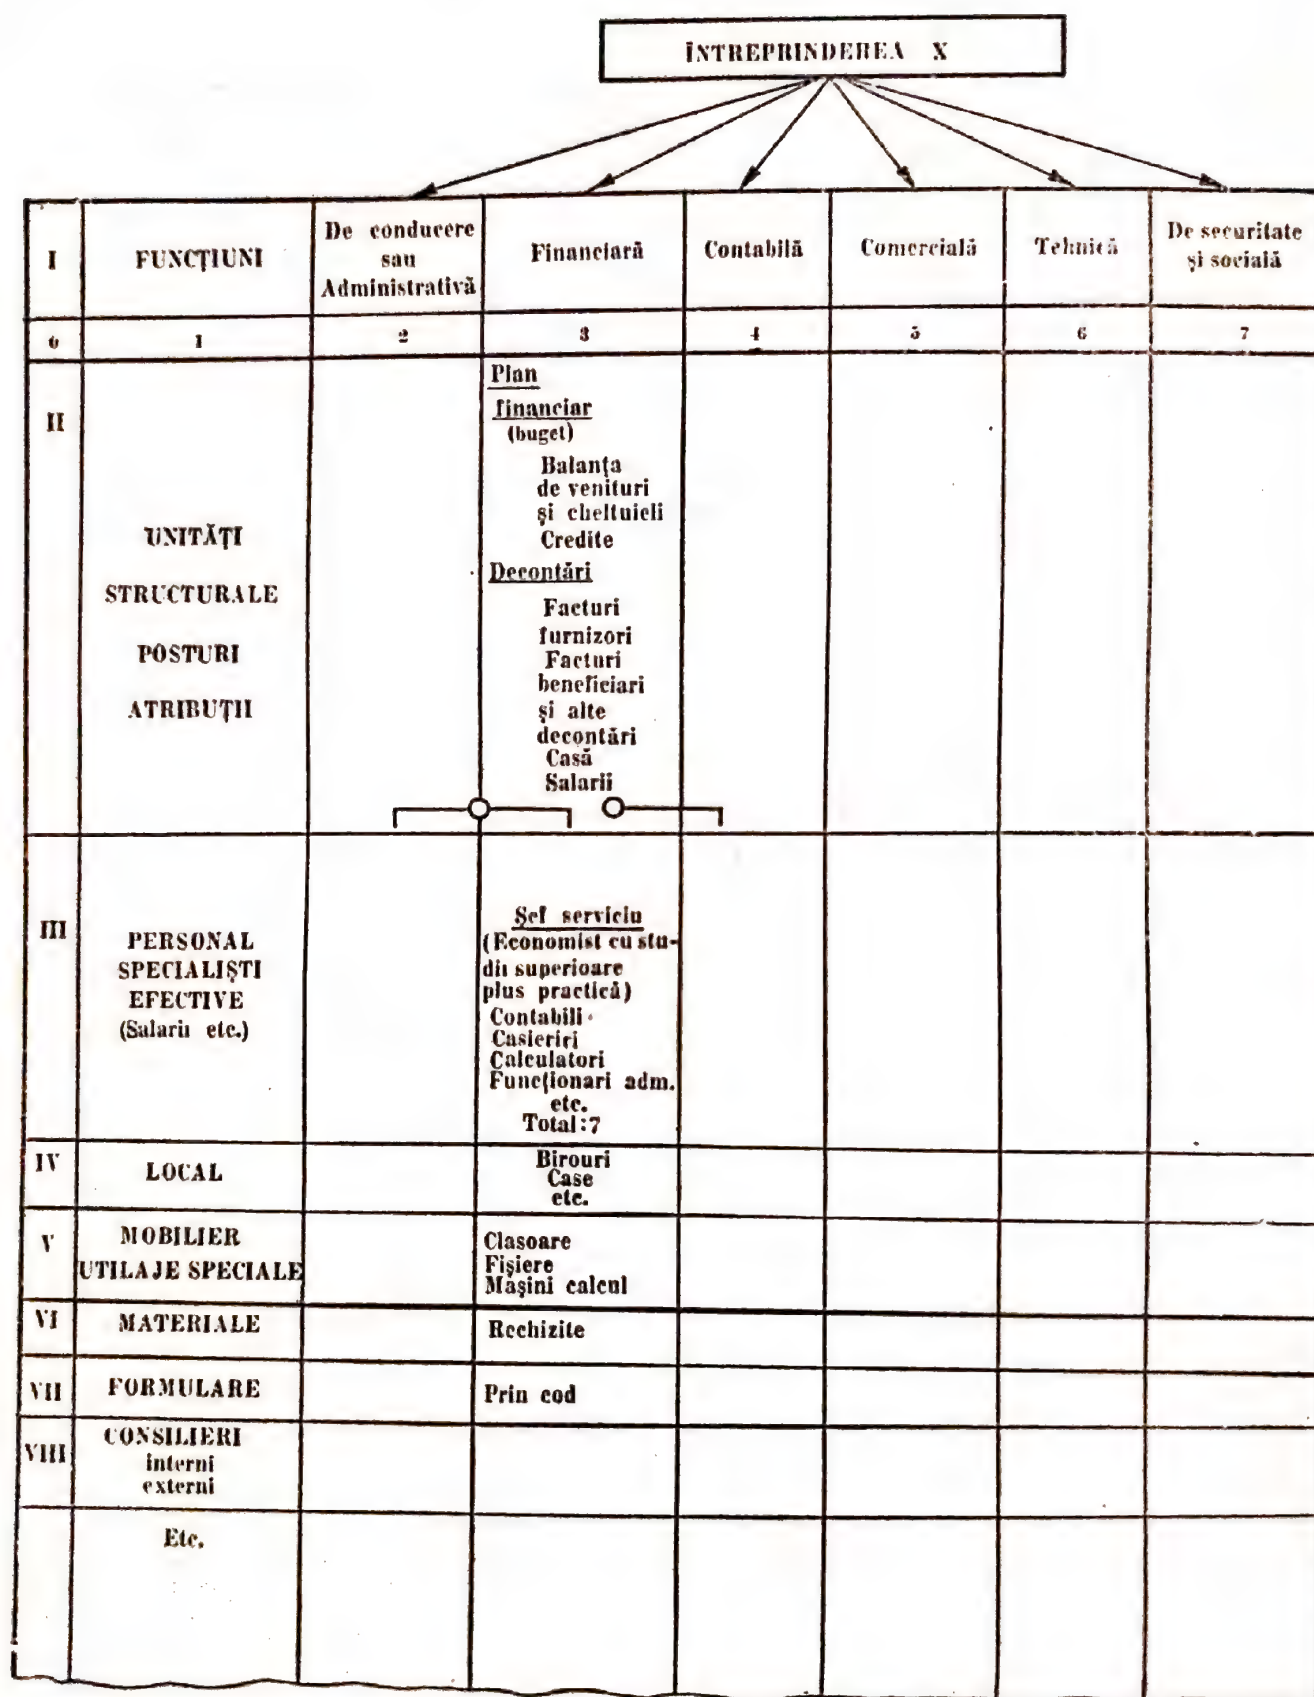 ÎNTREPRINDEREA X
I
FUNCȚIUNI
De conducere
sau
Administrativă
Financiară
Contabilă
Comercială
Tehnică
De securitate
și socială
0 1 2 3 4 5 6 7
II
UNITĂȚI
STRUCTURALE
POSTURI
ATRIBUȚII
Plan
financiar
(buget)
Balanța
de venituri
și cheltuieli
Credite
Decontări
Facturi
furnizori
Facturi
beneficiari
și alte
decontări
Casă
Salarii
III
PERSONAL
SPECIALIȘTI
EFECTIVE
(Salarii etc.)
Șef serviciu
(Economist cu stu-
dii superioare
plus practică)
Contabili
Casieriri
Calculatori
Funcționari adm.
etc.
Total:7
IV
LOCAL
Birouri
Case
etc.
V
MOBILIER
UTILAJE SPECIALE
Clasoare
Fișiere
Mașini calcul
VI
MATERIALE
Rechizite
VII
FORMULARE
Prin cod
VIII
CONSILIERI
interni
externi
Etc.